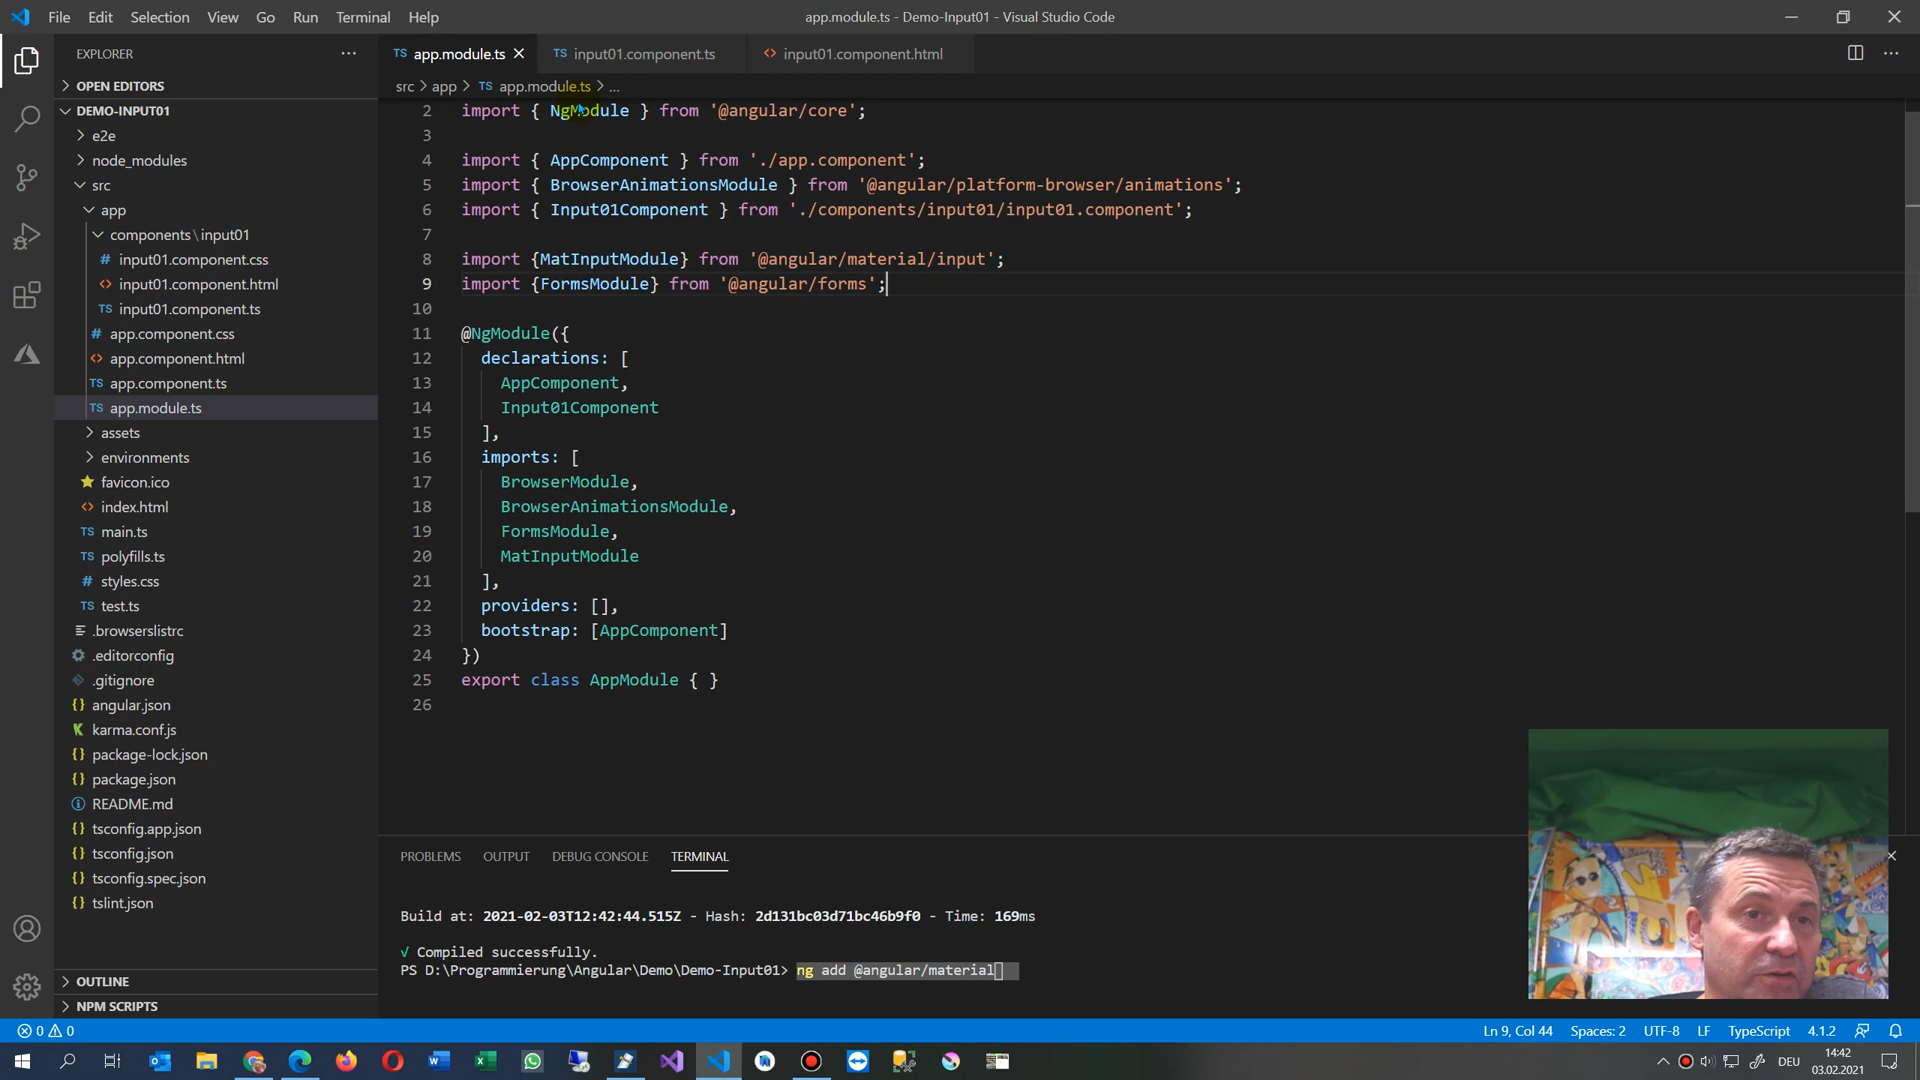 File Edit Selection View Go Run Terminal Help
app.module.ts - Demo-Input01 - Visual Studio Code
EXPLORER
TS app.module.ts
TS input01.component.ts
<> input01.component.html
OPEN EDITORS
src > app > TS app.module.ts > ...
DEMO-INPUT01
e2e
node_modules
src
app
components\input01
# input01.component.css
<> input01.component.html
TS input01.component.ts
# app.component.css
<> app.component.html
TS app.component.ts
TS app.module.ts
assets
environments
favicon.ico
<> index.html
TS main.ts
TS polyfills.ts
# styles.css
TS test.ts
.browserslistrc
.editorconfig
.gitignore
{} angular.json
karma.conf.js
{} package-lock.json
{} package.json
README.md
{} tsconfig.app.json
{} tsconfig.json
{} tsconfig.spec.json
{} tslint.json
OUTLINE
NPM SCRIPTS
2 import { NgModule } from '@angular/core';
3
4 import { AppComponent } from './app.component';
5 import { BrowserAnimationsModule } from '@angular/platform-browser/animations';
6 import { Input01Component } from './components/input01/input01.component';
7
8 import {MatInputModule} from '@angular/material/input';
9 import {FormsModule} from '@angular/forms';
10
11 @NgModule({
12 declarations: [
13 AppComponent,
14 Input01Component
15 ],
16 imports: [
17 BrowserModule,
18 BrowserAnimationsModule,
19 FormsModule,
20 MatInputModule
21 ],
22 providers: [],
23 bootstrap: [AppComponent]
24 })
25 export class AppModule { }
26
PROBLEMS OUTPUT DEBUG CONSOLE TERMINAL
Build at: 2021-02-03T12:42:44.515Z - Hash: 2d131bc03d71bc46b9f0 - Time: 169ms
√ Compiled successfully.
PS D:\Programmierung\Angular\Demo\Demo-Input01> ng add @angular/material
0 0
Ln 9, Col 44 Spaces: 2 UTF-8 LF TypeScript 4.1.2
DEU
14:42
03.02.2021